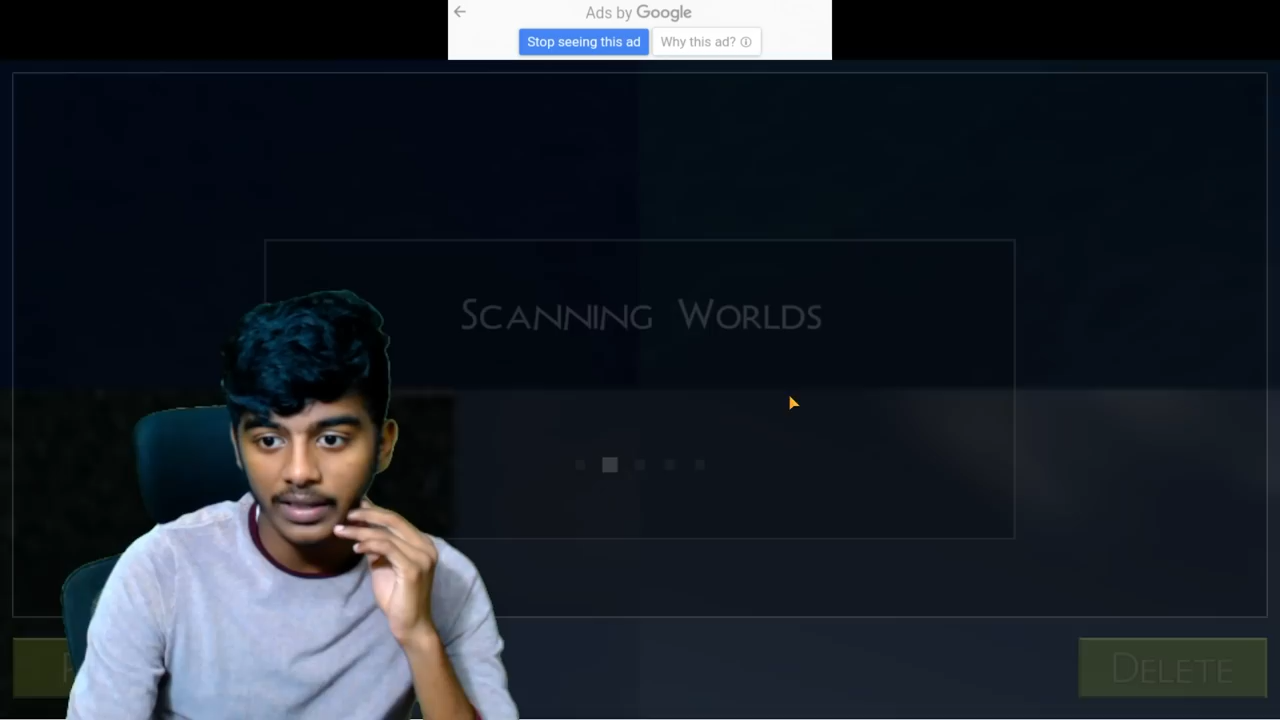 Ads by Google
Stop seeing this ad
Why this ad?
SCANNING WORLDS
DELETE